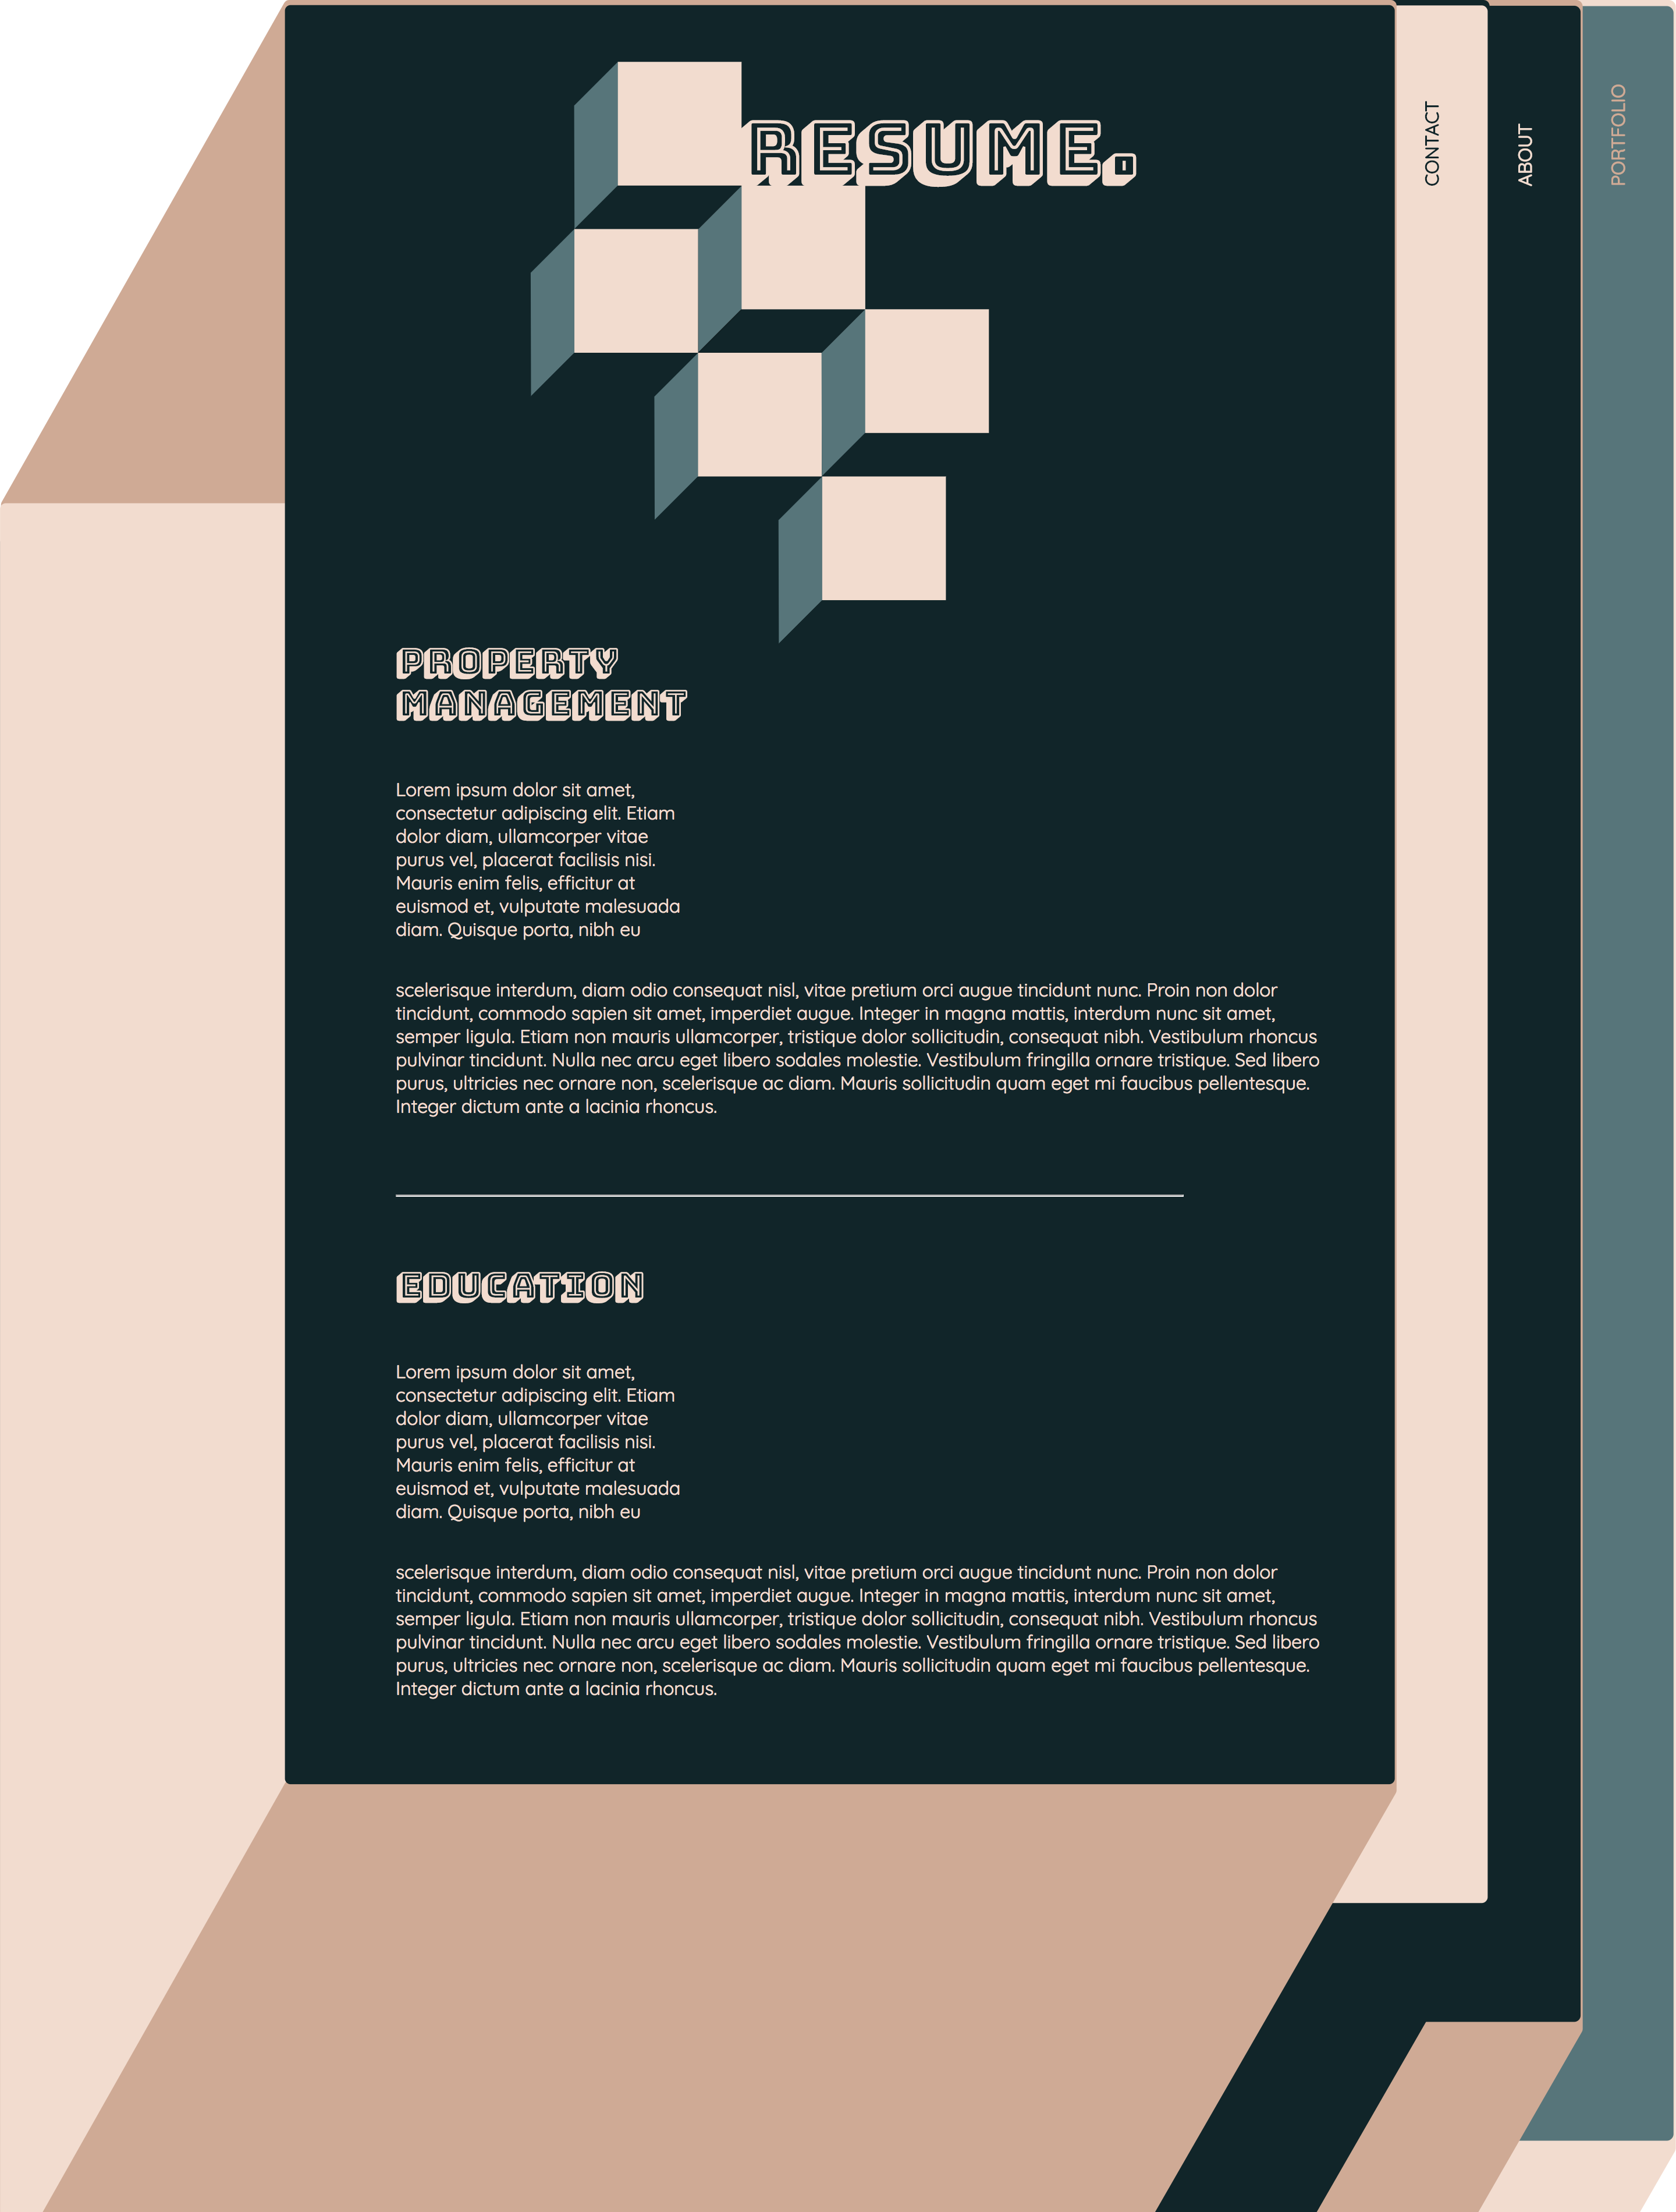 RESUME.
CONTACT
ABOUT
PORTFOLIO
PROPERTY
MANAGEMENT
Lorem ipsum dolor sit amet,
consectetur adipiscing elit. Etiam
dolor diam, ullamcorper vitae
purus vel, placerat facilisis nisi.
Mauris enim felis, efficitur at
euismod et, vulputate malesuada
diam. Quisque porta, nibh eu
scelerisque interdum, diam odio consequat nisl, vitae pretium orci augue tincidunt nunc. Proin non dolor
tincidunt, commodo sapien sit amet, imperdiet augue. Integer in magna mattis, interdum nunc sit amet,
semper ligula. Etiam non mauris ullamcorper, tristique dolor sollicitudin, consequat nibh. Vestibulum rhoncus
pulvinar tincidunt. Nulla nec arcu eget libero sodales molestie. Vestibulum fringilla ornare tristique. Sed libero
purus, ultricies nec ornare non, scelerisque ac diam. Mauris sollicitudin quam eget mi faucibus pellentesque.
Integer dictum ante a lacinia rhoncus.
EDUCATION
Lorem ipsum dolor sit amet,
consectetur adipiscing elit. Etiam
dolor diam, ullamcorper vitae
purus vel, placerat facilisis nisi.
Mauris enim felis, efficitur at
euismod et, vulputate malesuada
diam. Quisque porta, nibh eu
scelerisque interdum, diam odio consequat nisl, vitae pretium orci augue tincidunt nunc. Proin non dolor
tincidunt, commodo sapien sit amet, imperdiet augue. Integer in magna mattis, interdum nunc sit amet,
semper ligula. Etiam non mauris ullamcorper, tristique dolor sollicitudin, consequat nibh. Vestibulum rhoncus
pulvinar tincidunt. Nulla nec arcu eget libero sodales molestie. Vestibulum fringilla ornare tristique. Sed libero
purus, ultricies nec ornare non, scelerisque ac diam. Mauris sollicitudin quam eget mi faucibus pellentesque.
Integer dictum ante a lacinia rhoncus.